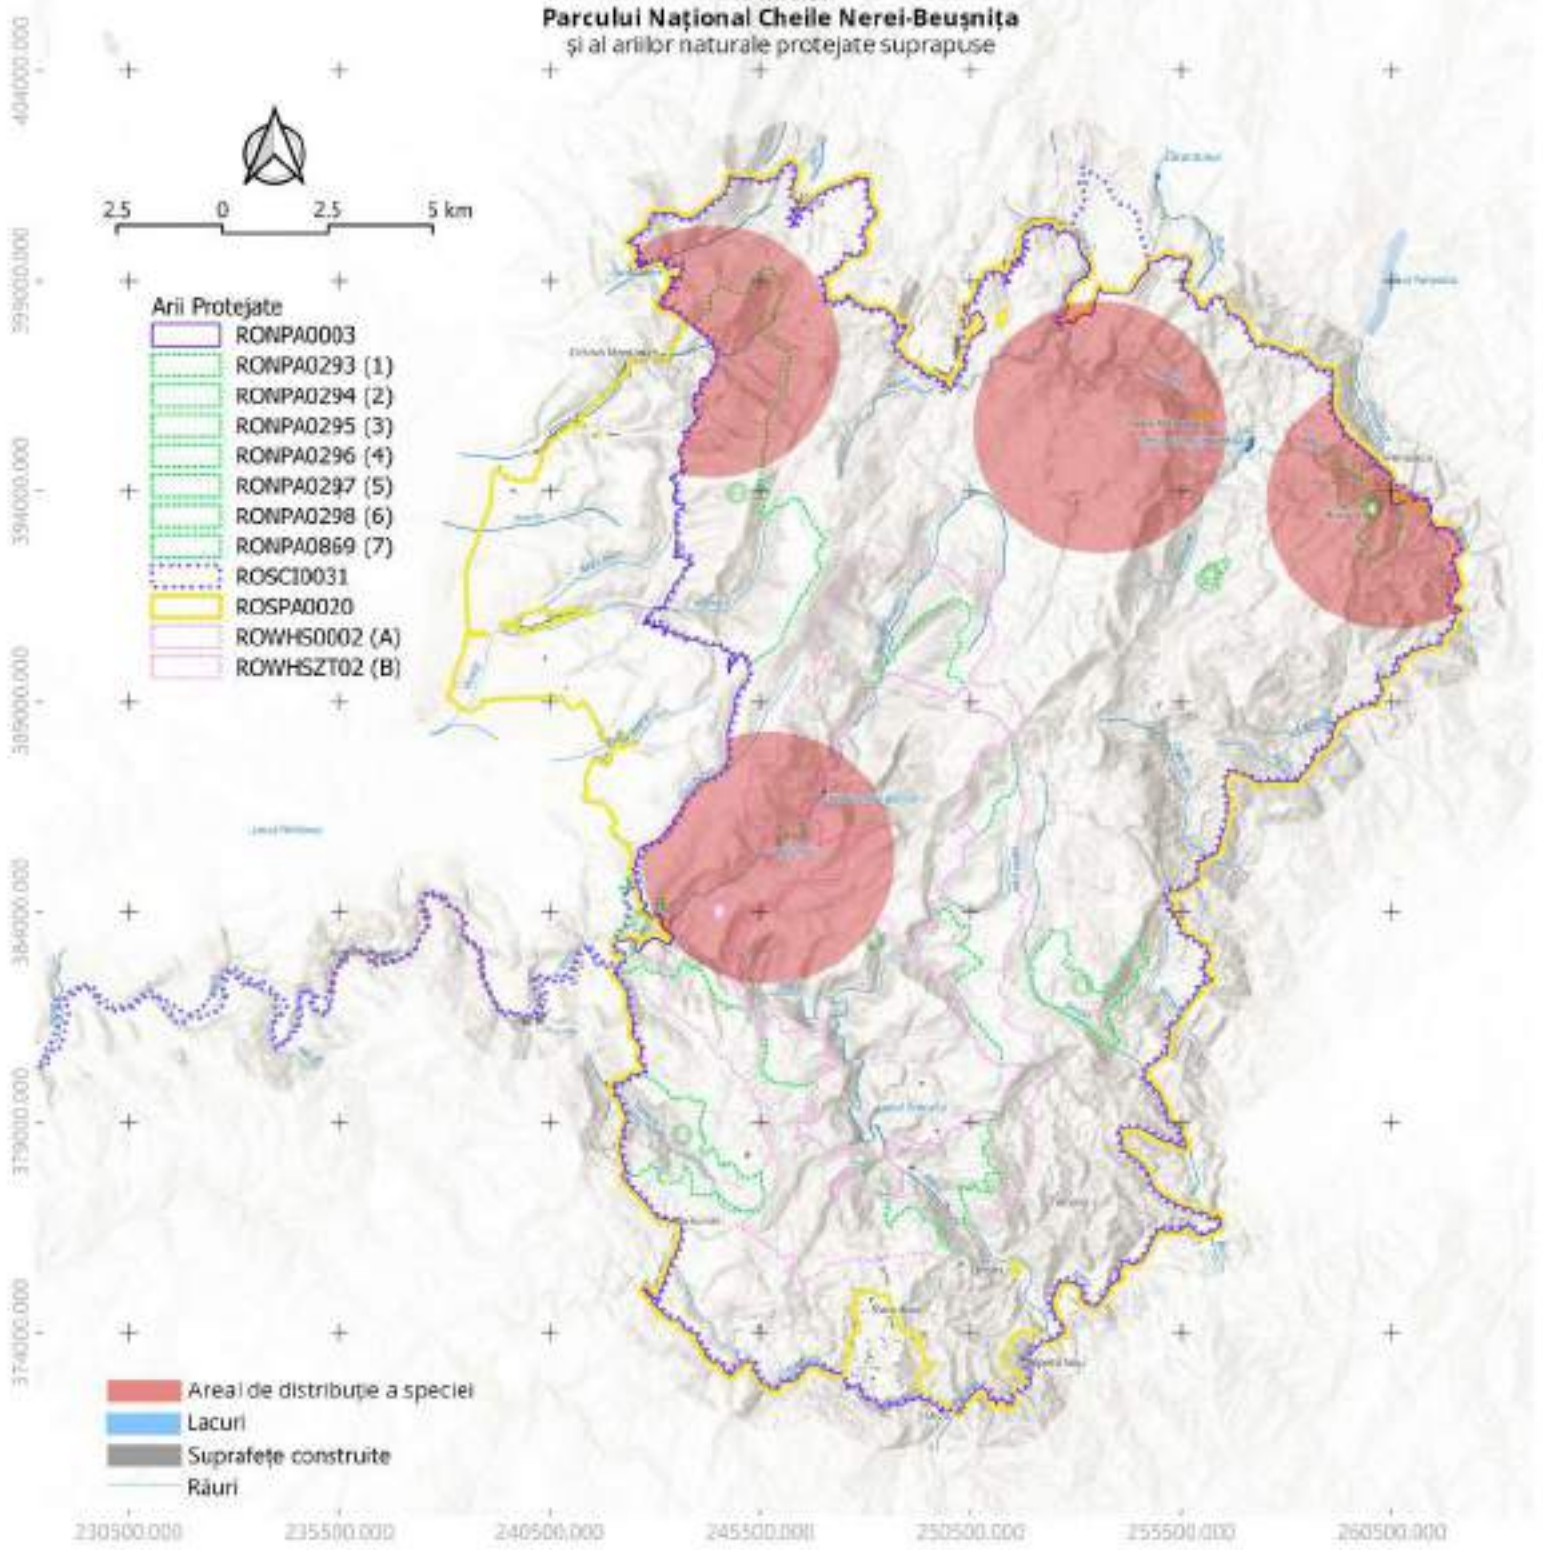 Parcului Național Cheile Nerei-Beușnița
și al ariilor naturale protejate suprapuse
404000.000
399000.000
394000.000
389000.000
384000.000
379000.000
374000.000
2.5 0 2.5 5 km
Arii Protejate
RONPA0003
RONPA0293 (1)
RONPA0294 (2)
RONPA0295 (3)
RONPA0296 (4)
RONPA0297 (5)
RONPA0298 (6)
RONPA0869 (7)
ROSCI0031
ROSPA0020
ROWHS0002 (A)
ROWHSZT02 (B)
Areal de distribuție a speciei
Lacuri
Suprafețe construite
Râuri
230500.000 235500.000 240500.000 245500.000 250500.000 255500.000 260500.000